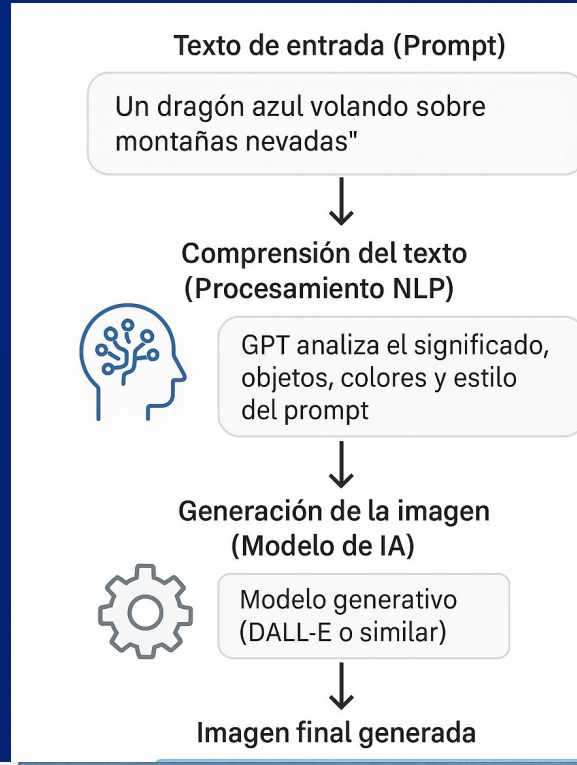 Texto de entrada (Prompt)
Un dragón azul volando sobre
montañas nevadas"
Comprensión del texto
(Procesamiento NLP)
GPT analiza el significado,
objetos, colores y estilo
del prompt
Generación de la imagen
(Modelo de IA)
Modelo generativo
(DALL-E o similar)
Imagen final generada